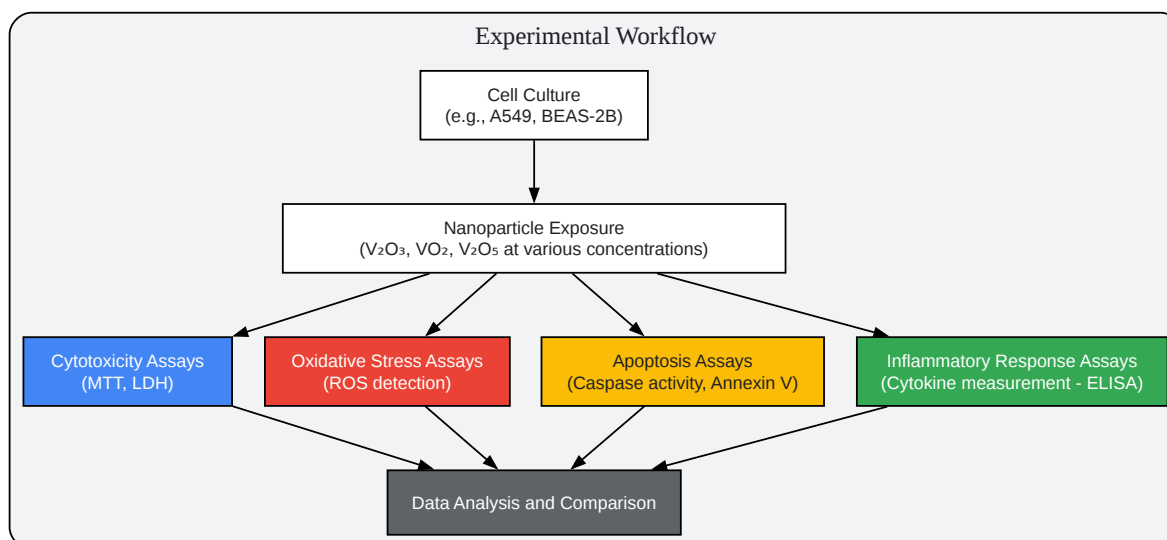 Experimental Workflow
Cell Culture
(e.g., A549, BEAS-2B)
Nanoparticle Exposure
(V₂O₃, VO₂, V₂O₅ at various concentrations)
Cytotoxicity Assays
(MTT, LDH)
Oxidative Stress Assays
(ROS detection)
Apoptosis Assays
(Caspase activity, Annexin V)
Inflammatory Response Assays
(Cytokine measurement - ELISA)
Data Analysis and Comparison